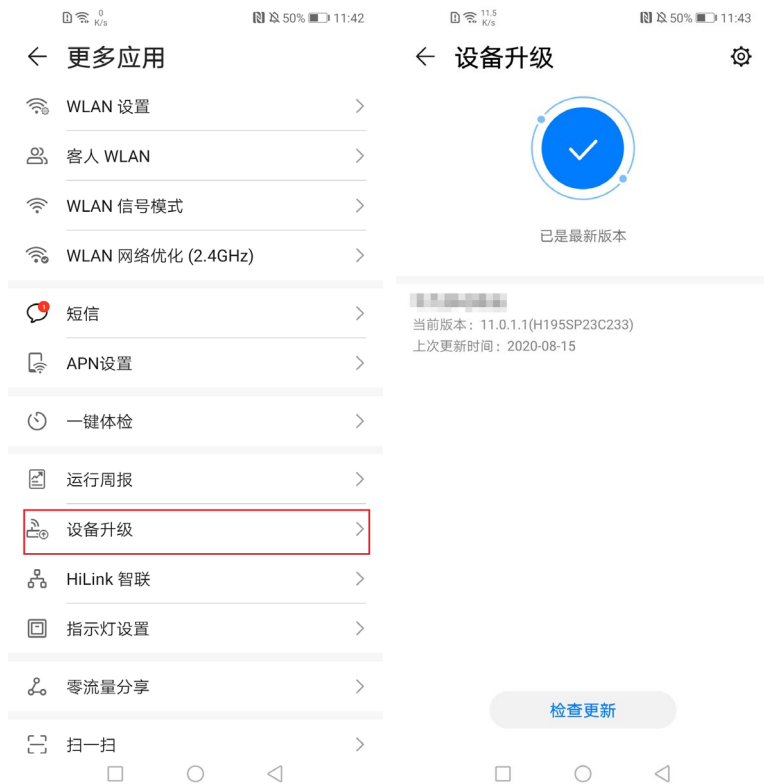 0
K/s
50%
11:42
更多应用
WLAN 设置
客人 WLAN
WLAN 信号模式
WLAN 网络优化 (2.4GHz)
1
短信
APN设置
一键体检
运行周报
设备升级
HiLink 智联
指示灯设置
零流量分享
扫一扫
11.5
K/s
50%
11:43
设备升级
已是最新版本
当前版本：11.0.1.1(H195SP23C233)
上次更新时间：2020-08-15
检查更新